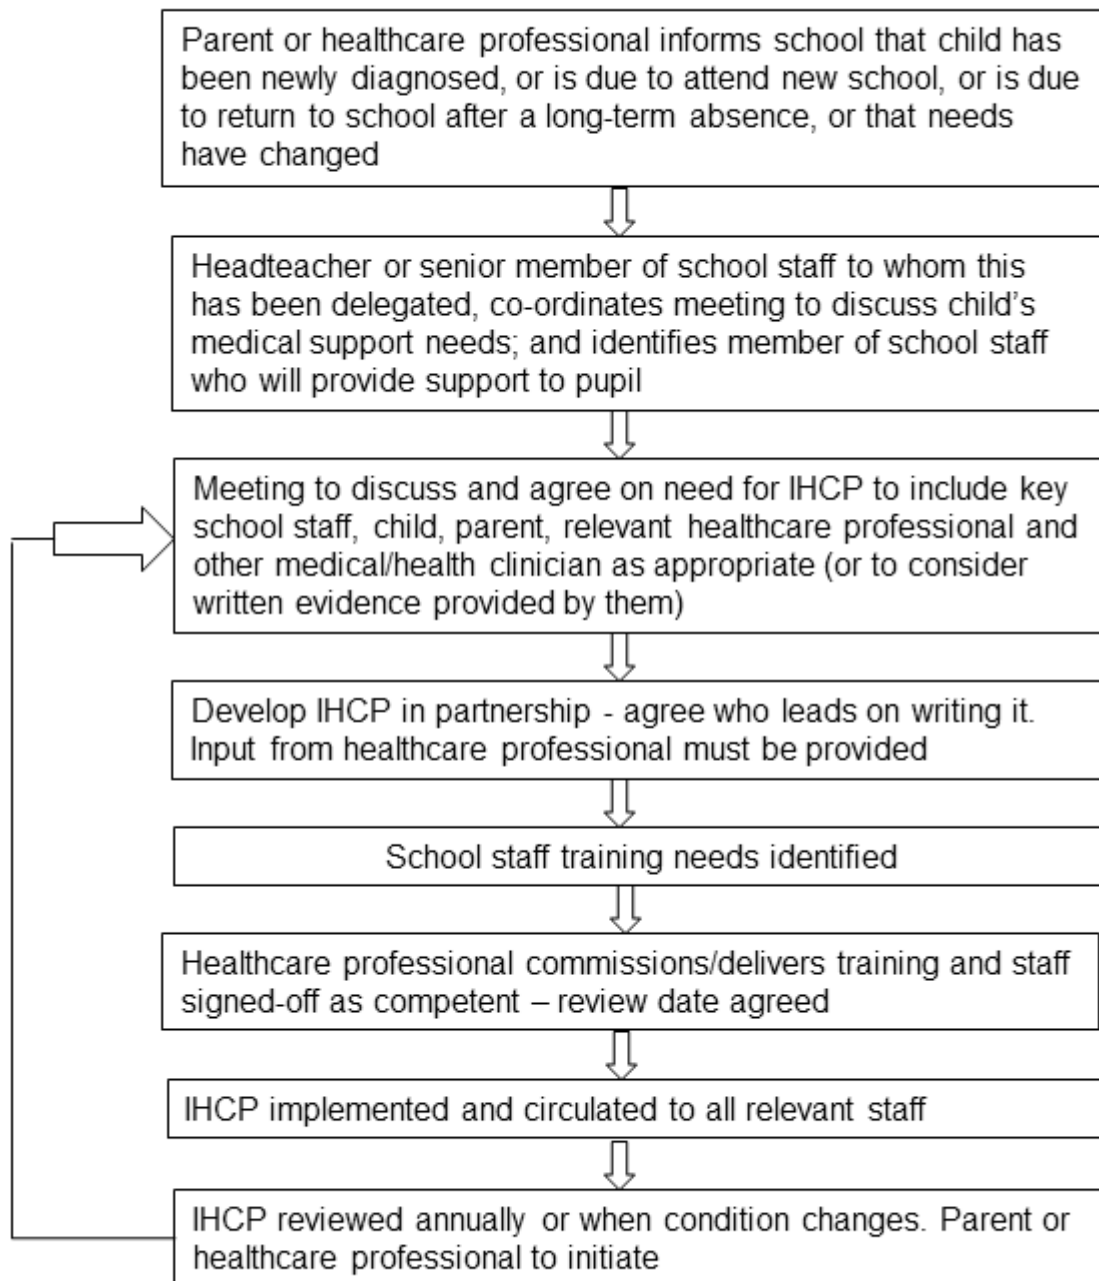 Parent or healthcare professional informs school that child has
been newly diagnosed, or is due to attend new school, or is due
to return to school after a long-term absence, or that needs
have changed
Headteacher or senior member of school staff to whom this
has been delegated, co-ordinates meeting to discuss child’s
medical support needs; and identifies member of school staff
who will provide support to pupil
Meeting to discuss and agree on need for IHCP to include key
school staff, child, parent, relevant healthcare professional and
other medical/health clinician as appropriate (or to consider
written evidence provided by them)
Develop IHCP in partnership - agree who leads on writing it.
Input from healthcare professional must be provided
School staff training needs identified
Healthcare professional commissions/delivers training and staff
signed-off as competent – review date agreed
IHCP implemented and circulated to all relevant staff
IHCP reviewed annually or when condition changes. Parent or
healthcare professional to initiate